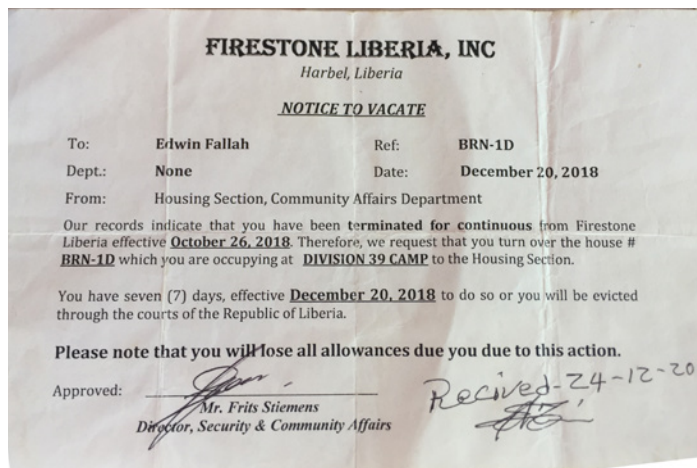 FIRESTONE LIBERIA, INC
Harbel, Liberia
NOTICE TO VACATE
To: Edwin Fallah Ref: BRN-1D
Dept.: None Date: December 20, 2018
From: Housing Section, Community Affairs Department
Our records indicate that you have been terminated for continuous from Firestone
Liberia effective October 26, 2018. Therefore, we request that you turn over the house #
BRN-1D which you are occupying at DIVISION 39 CAMP to the Housing Section.
You have seven (7) days, effective December 20, 2018 to do so or you will be evicted
through the courts of the Republic of Liberia.
Please note that you will lose all allowances due you due to this action.
Approved:
Recived-24-12-20
Mr. Frits Stiemens
Director, Security & Community Affairs